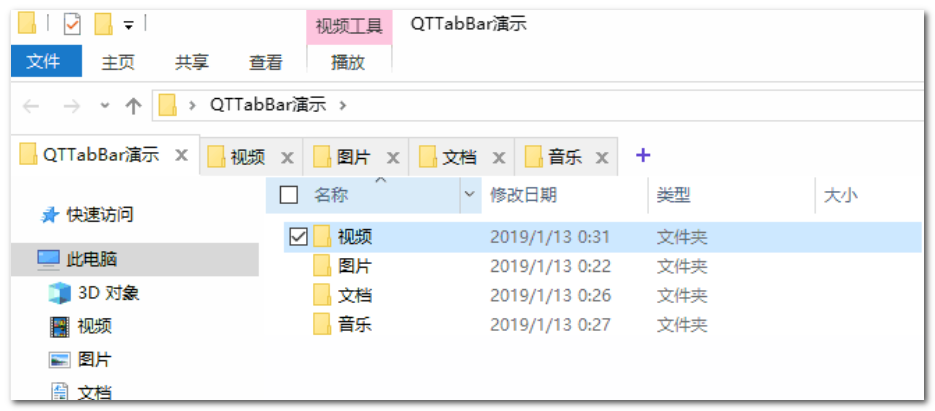 视频工具 QTTabBar演示
文件 主页 共享 查看 播放
QTTabBar演示
QTTabBar演示 视频 图片 文档 音乐
名称 修改日期 类型 大小
快速访问
视频 2019/1/13 0:31 文件夹
此电脑
图片 2019/1/13 0:22 文件夹
3D 对象
文档 2019/1/13 0:26 文件夹
视频
音乐 2019/1/13 0:27 文件夹
图片
文档